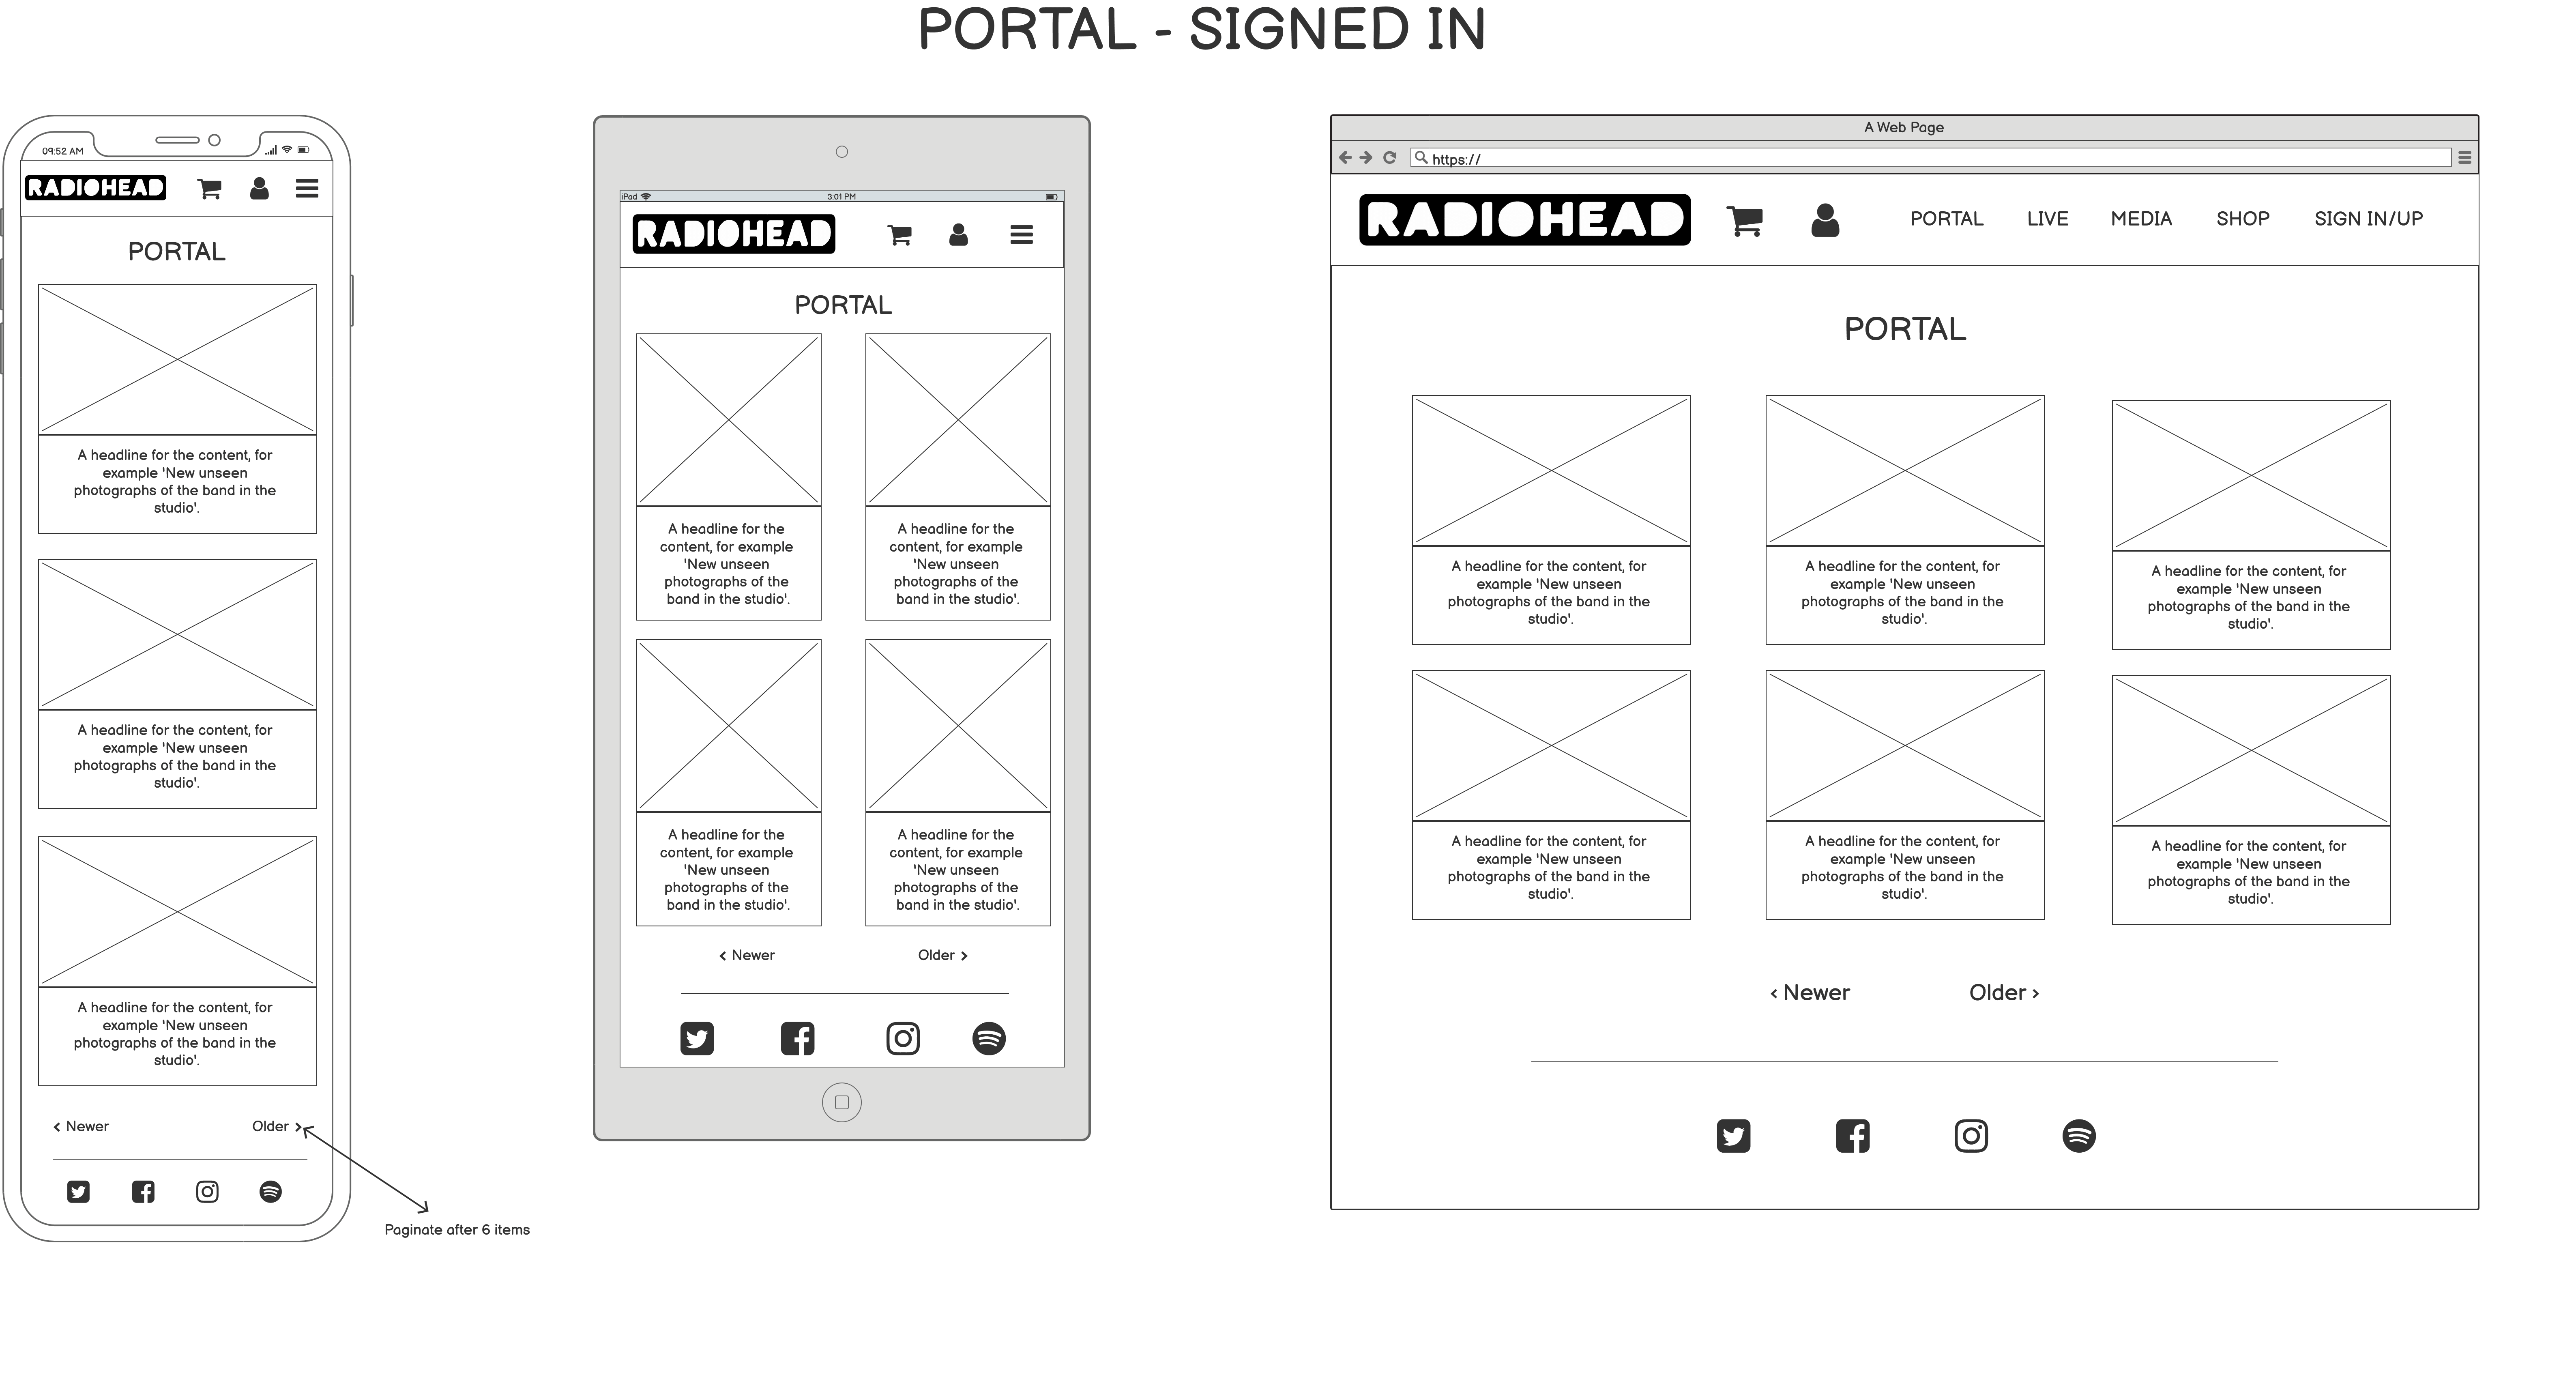 PORTAL - SIGNED IN
09:52 AM
RADIOHEAD
PORTAL
A headline for the content, for
example 'New unseen
photographs of the band in the
studio'.
A headline for the content, for
example 'New unseen
photographs of the band in the
studio'.
A headline for the content, for
example 'New unseen
photographs of the band in the
studio'.
< Newer
Older >
Paginate after 6 items
iPad
3:01 PM
RADIOHEAD
PORTAL
A headline for the
content, for example
'New unseen
photographs of the
band in the studio'.
A headline for the
content, for example
'New unseen
photographs of the
band in the studio'.
A headline for the
content, for example
'New unseen
photographs of the
band in the studio'.
A headline for the
content, for example
'New unseen
photographs of the
band in the studio'.
< Newer
Older >
A Web Page
https://
RADIOHEAD
PORTAL
LIVE
MEDIA
SHOP
SIGN IN/UP
PORTAL
A headline for the content, for
example 'New unseen
photographs of the band in the
studio'.
A headline for the content, for
example 'New unseen
photographs of the band in the
studio'.
A headline for the content, for
example 'New unseen
photographs of the band in the
studio'.
A headline for the content, for
example 'New unseen
photographs of the band in the
studio'.
A headline for the content, for
example 'New unseen
photographs of the band in the
studio'.
A headline for the content, for
example 'New unseen
photographs of the band in the
studio'.
< Newer
Older >